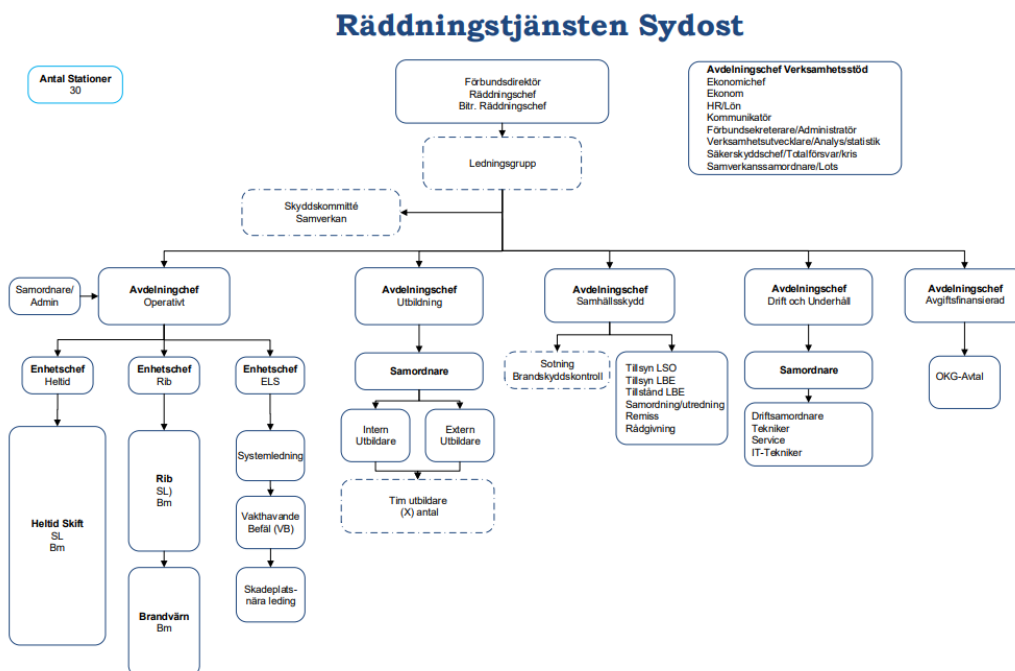 Räddningstjänsten Sydost
Antal Stationer
30
Förbundsdirektör
Räddningschef
Bitr. Räddningschef
Avdelningschef Verksamhetsstöd
Ekonomichef
Ekonom
HR/Lön
Kommunikatör
Förbundsekreterare/Administratör
Verksamhetsutvecklare/Analys/statistik
Säkerskyddschef/Totalförsvar/kris
Samverkanssamordnare/Lots
Ledningsgrupp
Skyddskommitté
Samverkan
Samordnare/
Admin
Avdelningchef
Operativt
Avdelningschef
Utbildning
Avdelningschef
Samhällsskydd
Avdelningschef
Drift och Underhåll
Avdelningschef
Avgiftsfinansierad
Enhetschef
Heltid
Enhetschef
Rib
Enhetschef
ELS
Samordnare
Sotning
Brandskyddskontroll
Tillsyn LSO
Tillsyn LBE
Tillstånd LBE
Samordning/utredning
Remiss
Rådgivning
Samordnare
OKG-Avtal
Heltid Skift
SL
Bm
Rib
SL)
Bm
Systemledning
Intern
Utbildare
Extern
Utbildare
Driftsamordnare
Tekniker
Service
IT-Tekniker
Tim utbildare
(X) antal
Vakthavande
Befäl (VB)
Brandvärn
Bm
Skadeplats-
nära leding